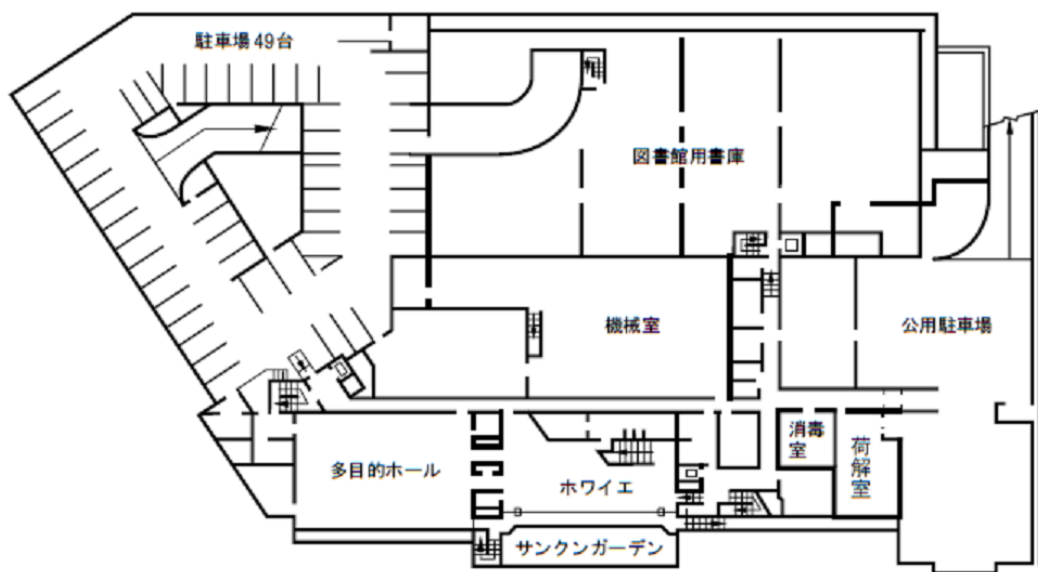 駐車場49台
図書館用書庫
機械室
公用駐車場
消毒
室
荷
解
室
多目的ホール
ホワイエ
サンクンガーデン